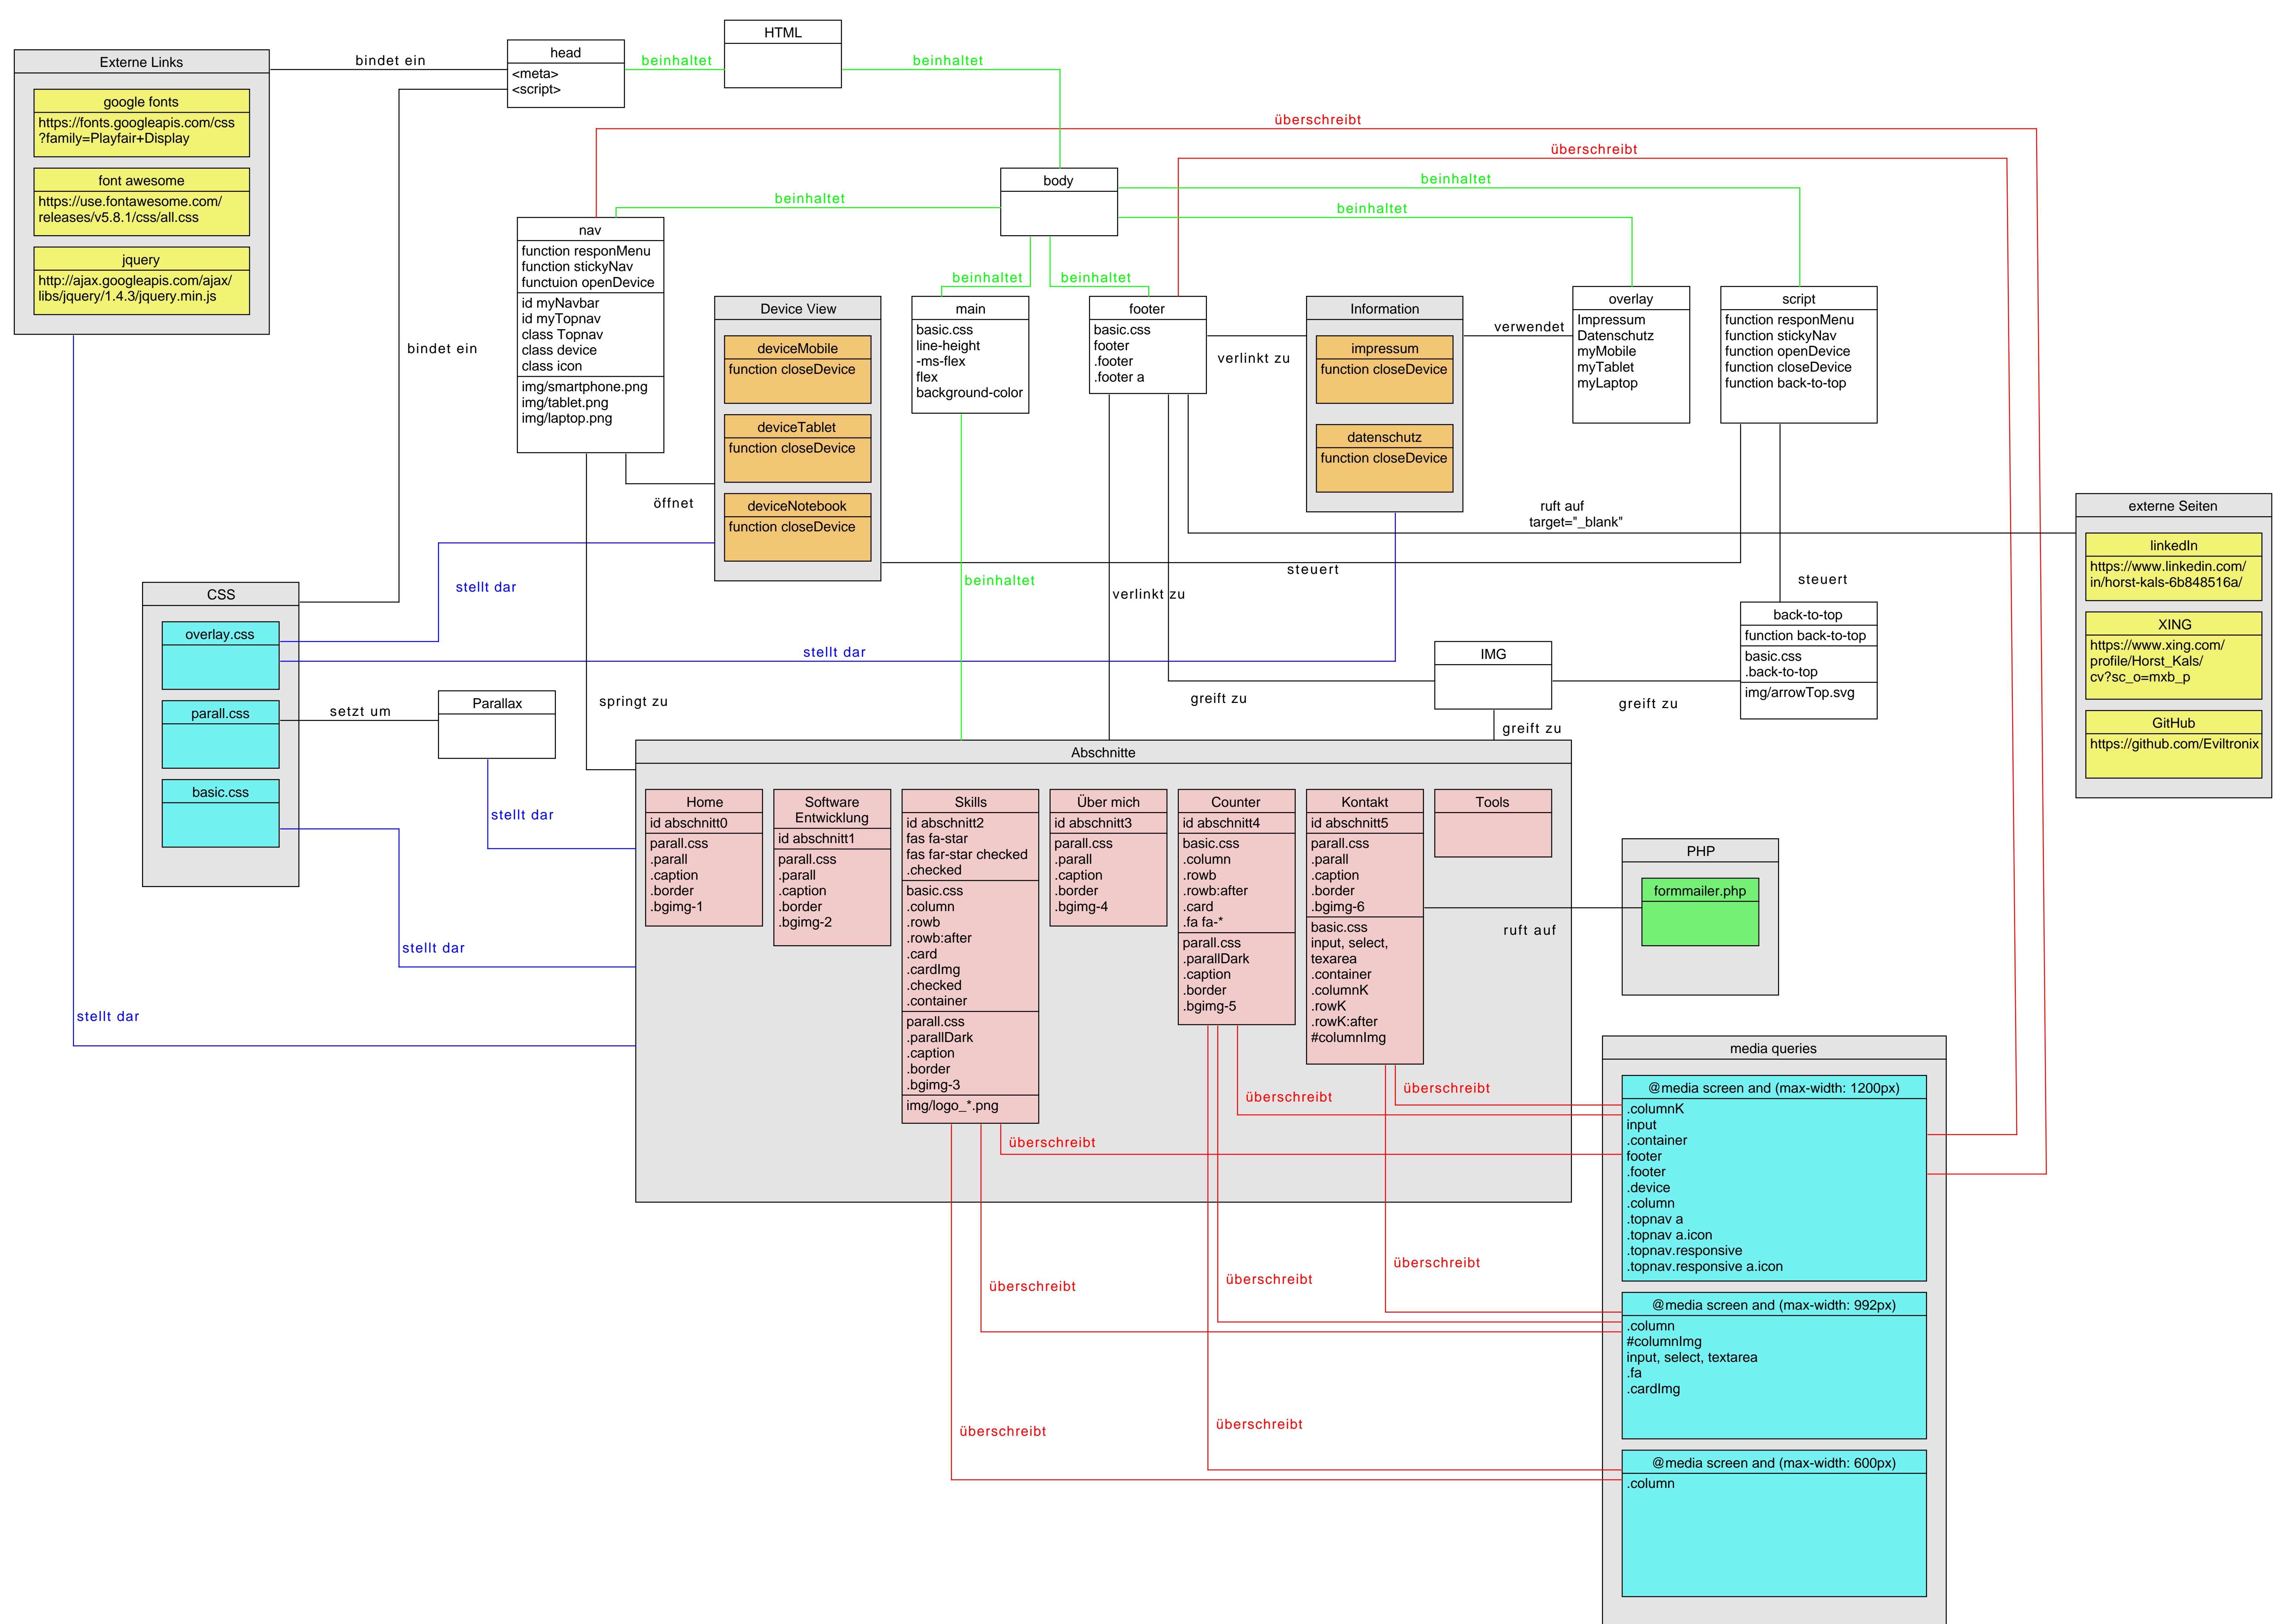 HTML
head
<meta>
<script>
bindet ein
beinhaltet
beinhaltet
Externe Links
google fonts
https://fonts.googleapis.com/css
?family=Playfair+Display
font awesome
https://use.fontawesome.com/
releases/v5.8.1/css/all.css
jquery
http://ajax.googleapis.com/ajax/
libs/jquery/1.4.3/jquery.min.js
überschreibt
überschreibt
body
beinhaltet
beinhaltet
beinhaltet
beinhaltet
beinhaltet
nav
function responMenu
function stickyNav
functuion openDevice
id myNavbar
id myTopnav
class Topnav
class device
class icon
img/smartphone.png
img/tablet.png
img/laptop.png
bindet ein
Device View
deviceMobile
function closeDevice
deviceTablet
function closeDevice
deviceNotebook
function closeDevice
öffnet
main
basic.css
line-height
-ms-flex
flex
background-color
footer
basic.css
footer
.footer
.footer a
verlinkt zu
Information
impressum
function closeDevice
datenschutz
function closeDevice
verwendet
overlay
Impressum
Datenschutz
myMobile
myTablet
myLaptop
script
function responMenu
function stickyNav
function openDevice
function closeDevice
function back-to-top
ruft auf
target="_blank"
externe Seiten
linkedIn
https://www.linkedin.com/
in/horst-kals-6b848516a/
XING
https://www.xing.com/
profile/Horst_Kals/
cv?sc_o=mxb_p
GitHub
https://github.com/Eviltronix
steuert
steuert
beinhaltet
verlinkt zu
stellt dar
stellt dar
CSS
overlay.css
parall.css
basic.css
setzt um
Parallax
springt zu
greift zu
IMG
greift zu
greift zu
back-to-top
function back-to-top
basic.css
.back-to-top
img/arrowTop.svg
stellt dar
stellt dar
stellt dar
Abschnitte
Home
id abschnitt0
parall.css
.parall
.caption
.border
.bgimg-1
Software
Entwicklung
id abschnitt1
parall.css
.parall
.caption
.border
.bgimg-2
Skills
id abschnitt2
fas fa-star
fas far-star checked
.checked
basic.css
.column
.rowb
.rowb:after
.card
.cardImg
.checked
.container
parall.css
.parallDark
.caption
.border
.bgimg-3
img/logo_*.png
Über mich
id abschnitt3
parall.css
.parall
.caption
.border
.bgimg-4
Counter
id abschnitt4
basic.css
.column
.rowb
.rowb:after
.card
.fa fa-*
parall.css
.parallDark
.caption
.border
.bgimg-5
Kontakt
id abschnitt5
parall.css
.parall
.caption
.border
.bgimg-6
basic.css
input, select,
texarea
.container
.columnK
.rowK
.rowK:after
#columnImg
Tools
ruft auf
PHP
formmailer.php
überschreibt
überschreibt
überschreibt
überschreibt
überschreibt
überschreibt
überschreibt
überschreibt
media queries
@media screen and (max-width: 1200px)
.columnK
input
.container
footer
.footer
.device
.column
.topnav a
.topnav a.icon
.topnav.responsive
.topnav.responsive a.icon
@media screen and (max-width: 992px)
.column
#columnImg
input, select, textarea
.fa
.cardImg
@media screen and (max-width: 600px)
.column